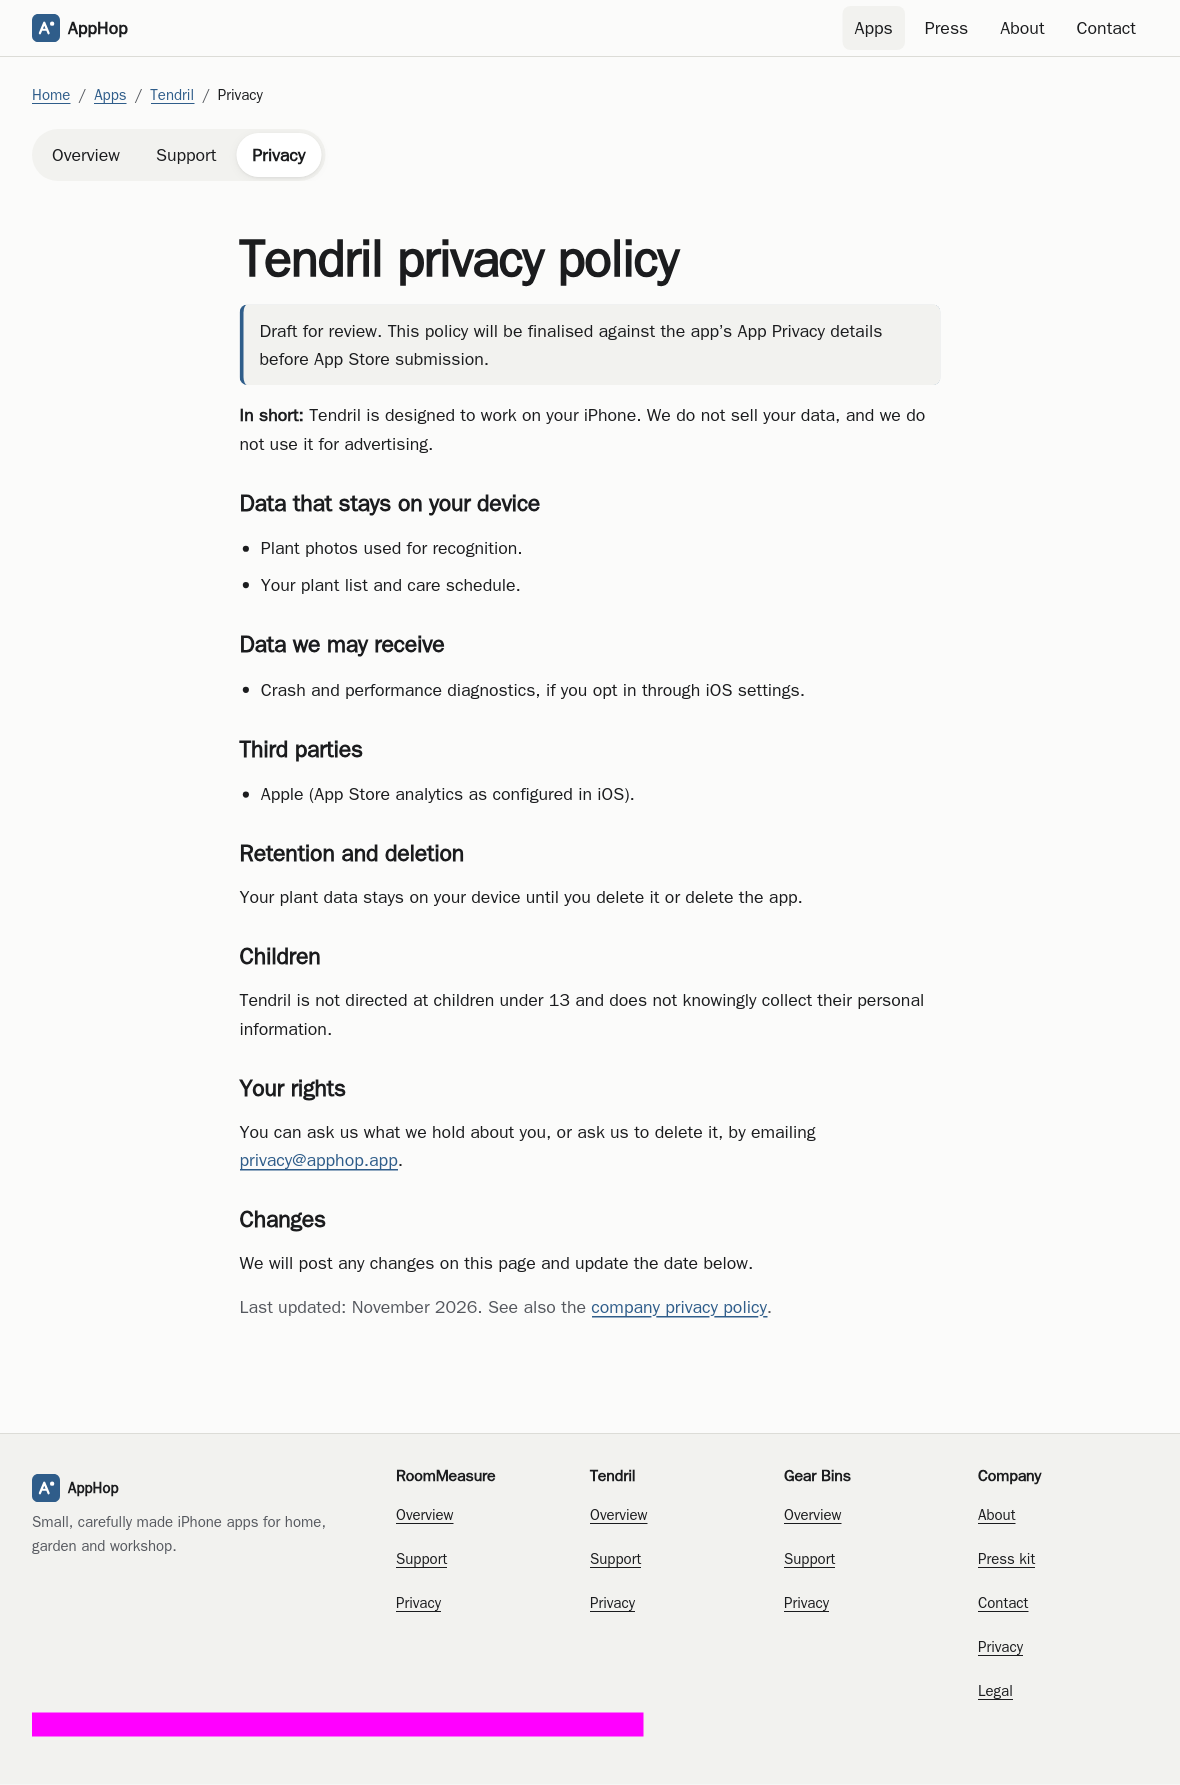 AppHop
Apps
Press
About
Contact
Home / Apps / Tendril / Privacy
Overview
Support
Privacy
Tendril privacy policy
Draft for review. This policy will be finalised against the app’s App Privacy details
before App Store submission.
In short: Tendril is designed to work on your iPhone. We do not sell your data, and we do
not use it for advertising.
Data that stays on your device
• Plant photos used for recognition.
• Your plant list and care schedule.
Data we may receive
• Crash and performance diagnostics, if you opt in through iOS settings.
Third parties
• Apple (App Store analytics as configured in iOS).
Retention and deletion
Your plant data stays on your device until you delete it or delete the app.
Children
Tendril is not directed at children under 13 and does not knowingly collect their personal
information.
Your rights
You can ask us what we hold about you, or ask us to delete it, by emailing
privacy@apphop.app.
Changes
We will post any changes on this page and update the date below.
Last updated: November 2026. See also the company privacy policy.
AppHop
Small, carefully made iPhone apps for home,
garden and workshop.
RoomMeasure
Overview
Support
Privacy
Tendril
Overview
Support
Privacy
Gear Bins
Overview
Support
Privacy
Company
About
Press kit
Contact
Privacy
Legal